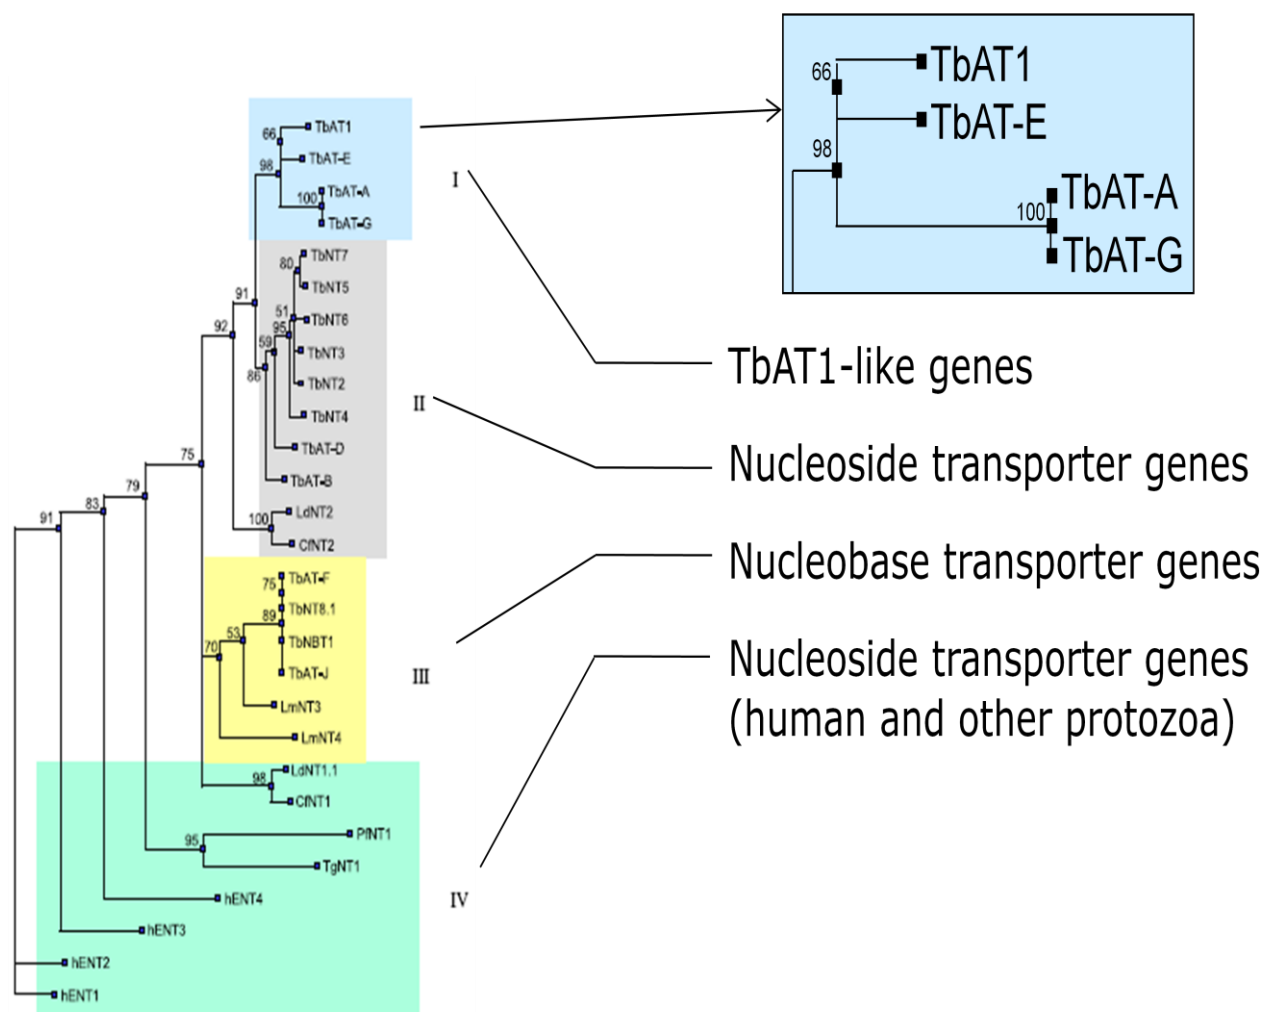 TbAT1
66
TbAT-E
98
TbAT-A
100
TbAT-G
TbNT7
80
TbNT5
91
51
TbNT6
92
95
59
TbNT3
86
TbNT2
TbNT4
TbAT-D
75
TbAT-B
79
83
LdNT2
91
100
CfNT2
TbAT-F
75
TbNT8.1
89
53
TbNBT1
70
TbAT-J
LmNT3
LmNT4
LdNT1.1
98
CfNT1
PfNT1
95
TgNT1
hENT4
hENT3
hENT2
hENT1
I
II
III
IV
TbAT1
66
TbAT-E
98
TbAT-A
100
TbAT-G
TbAT1-like genes
Nucleoside transporter genes
Nucleobase transporter genes
Nucleoside transporter genes
(human and other protozoa)